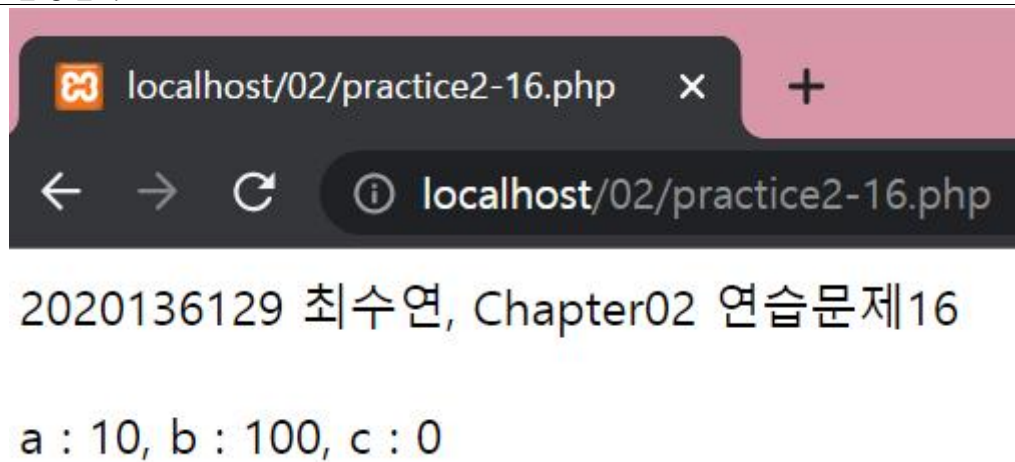 localhost/02/practice2-16.php
localhost/02/practice2-16.php
2020136129 최수연, Chapter02 연습문제16
a : 10, b : 100, c : 0